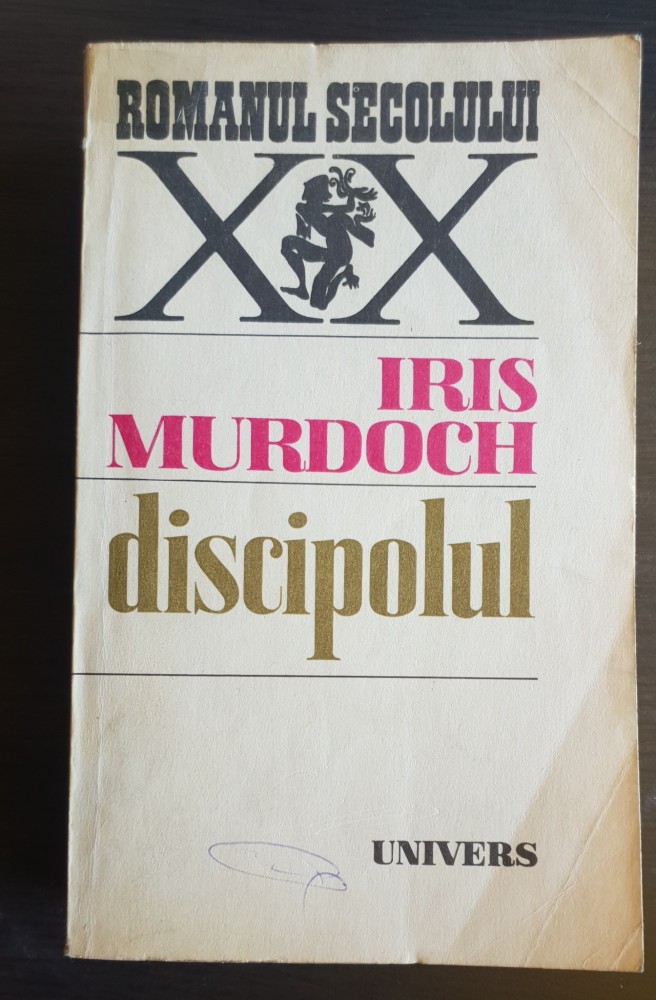 ROMANUL SECOLULUI
XX
IRIS
MURDOCH
discipolul
UNIVERS